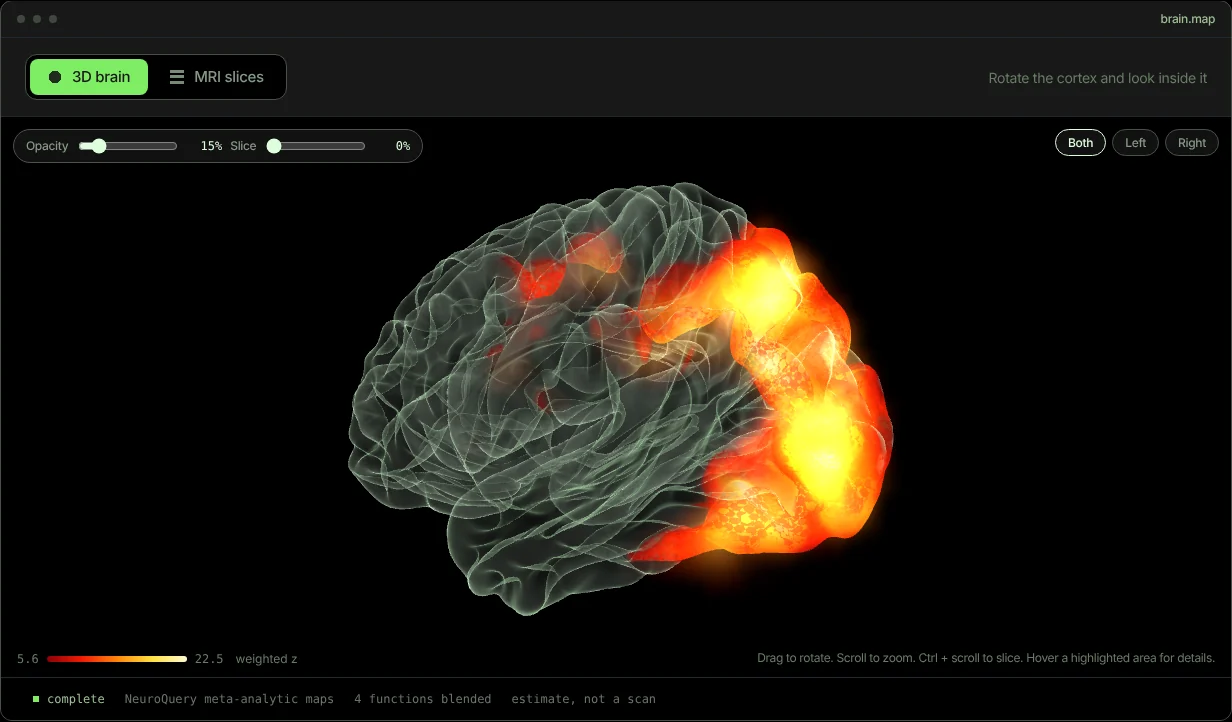 brain.map
3D brain
MRI slices
Rotate the cortex and look inside it
Opacity 15% Slice 0%
Both
Left
Right
5.6 22.5 weighted z
Drag to rotate. Scroll to zoom. Ctrl + scroll to slice. Hover a highlighted area for details.
complete NeuroQuery meta-analytic maps 4 functions blended estimate, not a scan